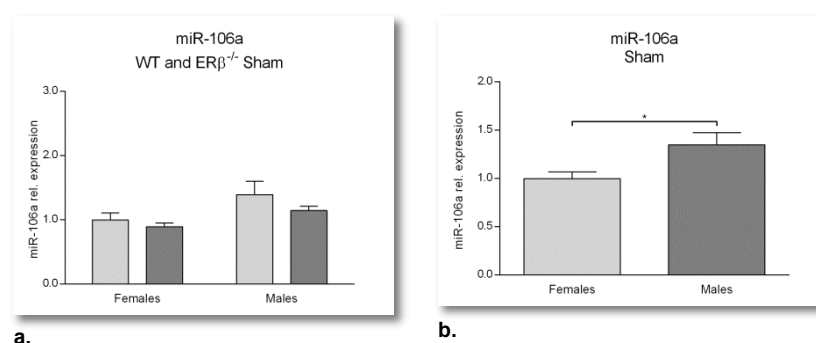 miR-106a
WT and ERβ-/- Sham
miR-106a rel. expression
3.0
2.0
1.0
0.0
Females
Males
a.
miR-106a
Sham
miR-106a rel. expression
2.0
1.5
1.0
0.5
0.0
*
Females
Males
b.